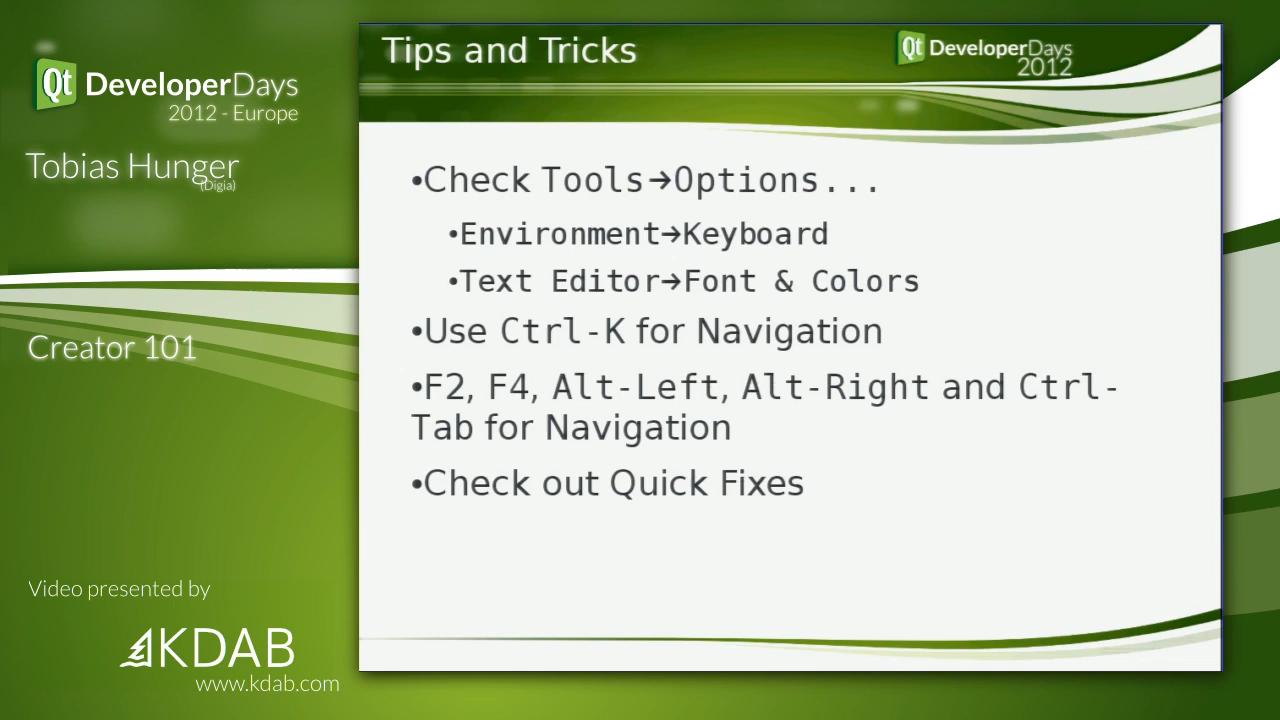 Qt DeveloperDays
2012 - Europe
Tobias Hunger
(Digia)
Creator 101
Video presented by
KDAB
www.kdab.com
Tips and Tricks
Qt DeveloperDays
2012
•Check Tools→Options...
•Environment→Keyboard
•Text Editor→Font & Colors
•Use Ctrl-K for Navigation
•F2, F4, Alt-Left, Alt-Right and Ctrl-
Tab for Navigation
•Check out Quick Fixes